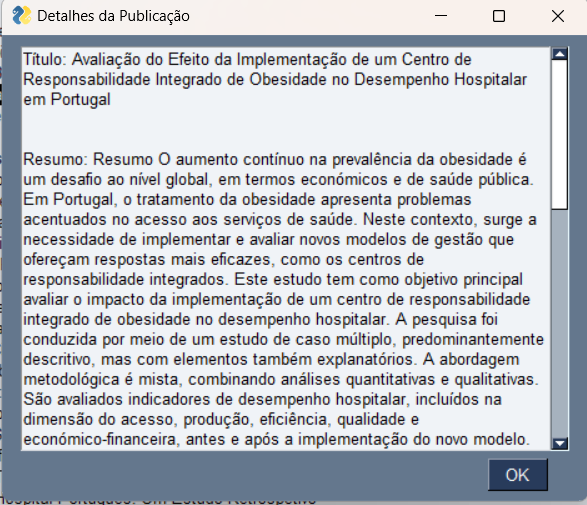 Detalhes da Publicação
Título: Avaliação do Efeito da Implementação de um Centro de
Responsabilidade Integrado de Obesidade no Desempenho Hospitalar
em Portugal
Resumo: Resumo O aumento contínuo na prevalência da obesidade é
um desafio ao nível global, em termos económicos e de saúde pública.
Em Portugal, o tratamento da obesidade apresenta problemas
acentuados no acesso aos serviços de saúde. Neste contexto, surge a
necessidade de implementar e avaliar novos modelos de gestão que
ofereçam respostas mais eficazes, como os centros de
responsabilidade integrados. Este estudo tem como objetivo principal
avaliar o impacto da implementação de um centro de responsabilidade
integrado de obesidade no desempenho hospitalar. A pesquisa foi
conduzida por meio de um estudo de caso múltiplo, predominantemente
descritivo, mas com elementos também explanatórios. A abordagem
metodológica é mista, combinando análises quantitativas e qualitativas.
São avaliados indicadores de desempenho hospitalar, incluídos na
dimensão do acesso, produção, eficiência, qualidade e
económico-financeira, antes e após a implementação do novo modelo.
OK